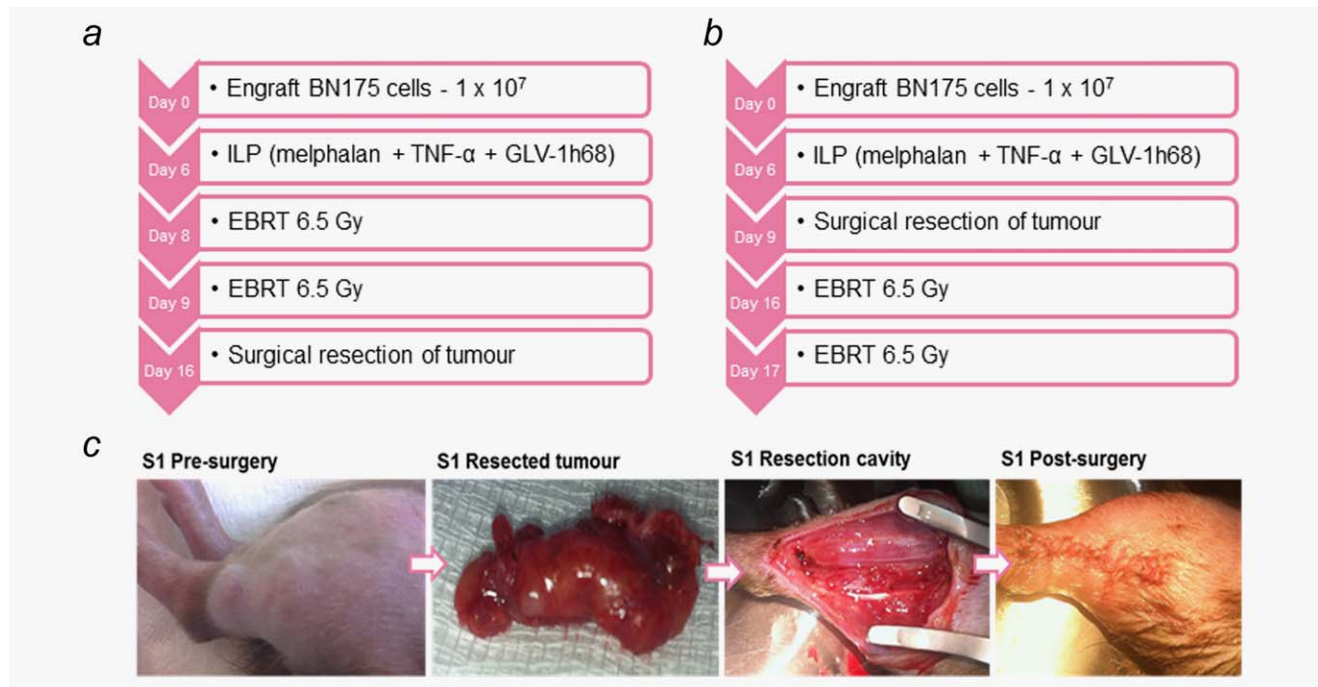 a
Day 0
• Engraft BN175 cells - 1 x 10⁷
Day 6
• ILP (melphalan + TNF-α + GLV-1h68)
Day 8
• EBRT 6.5 Gy
Day 9
• EBRT 6.5 Gy
Day 16
• Surgical resection of tumour
b
Day 0
• Engraft BN175 cells - 1 x 10⁷
Day 6
• ILP (melphalan + TNF-α + GLV-1h68)
Day 9
• Surgical resection of tumour
Day 16
• EBRT 6.5 Gy
Day 17
• EBRT 6.5 Gy
c
S1 Pre-surgery
S1 Resected tumour
S1 Resection cavity
S1 Post-surgery